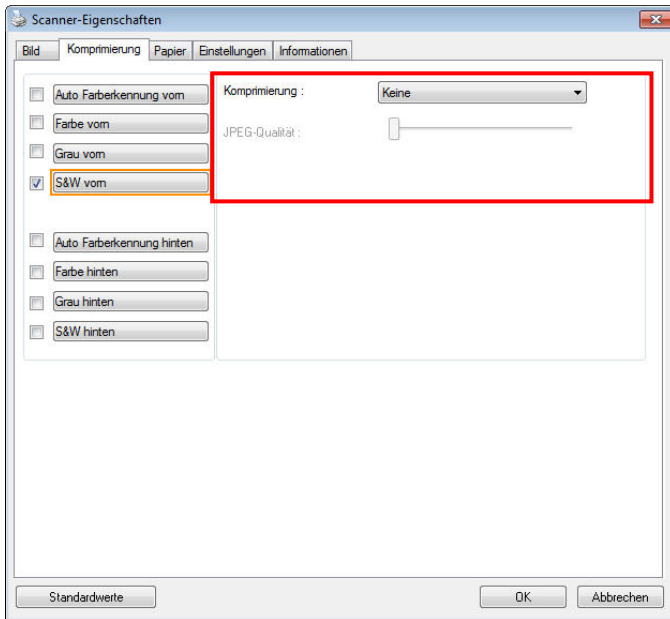 Scanner-Eigenschaften
Bild Komprimierung Papier Einstellungen Informationen
Auto Farberkennung vorn
Farbe vorn
Grau vorn
S&W vorn
Auto Farberkennung hinten
Farbe hinten
Grau hinten
S&W hinten
Komprimierung : Keine
JPEG-Qualität :
Standardwerte OK Abbrechen